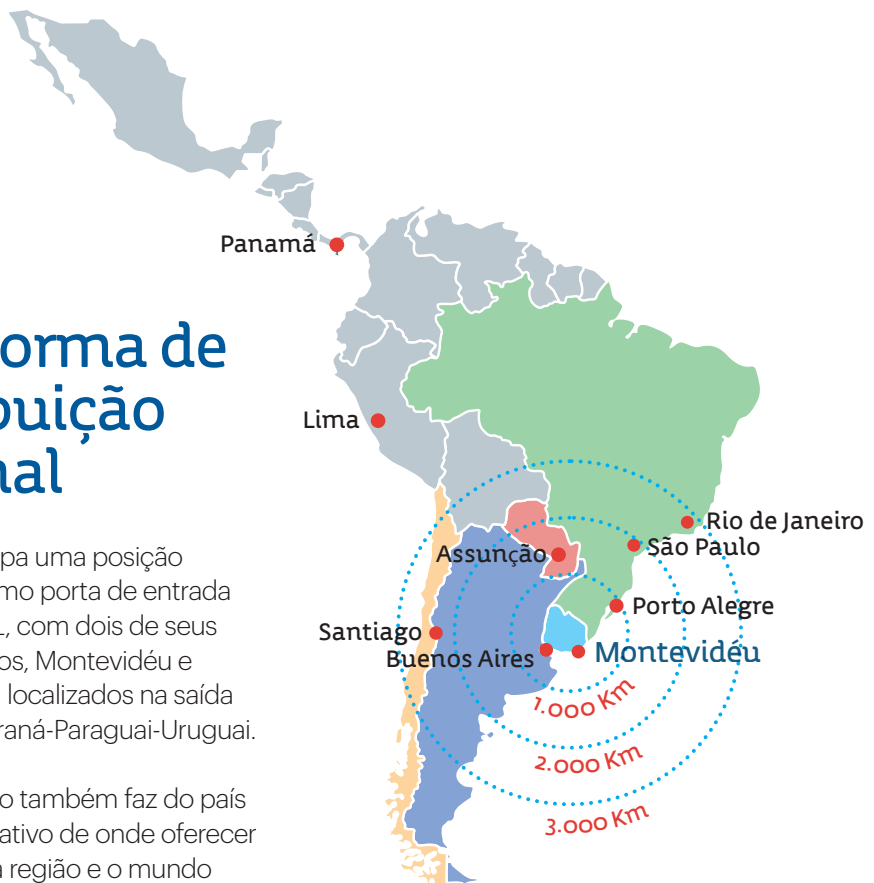 orma de
buição
nal
pa uma posição
mo porta de entrada
, com dois de seus
os, Montevidéu e
localizados na saída
raná-Paraguai-Uruguai.
o também faz do país
ativo de onde oferecer
a região e o mundo
Panamá
Lima
Rio de Janeiro
São Paulo
Assunção
Porto Alegre
Santiago
Buenos Aires
Montevidéu
1.000 Km
2.000 Km
3.000 Km